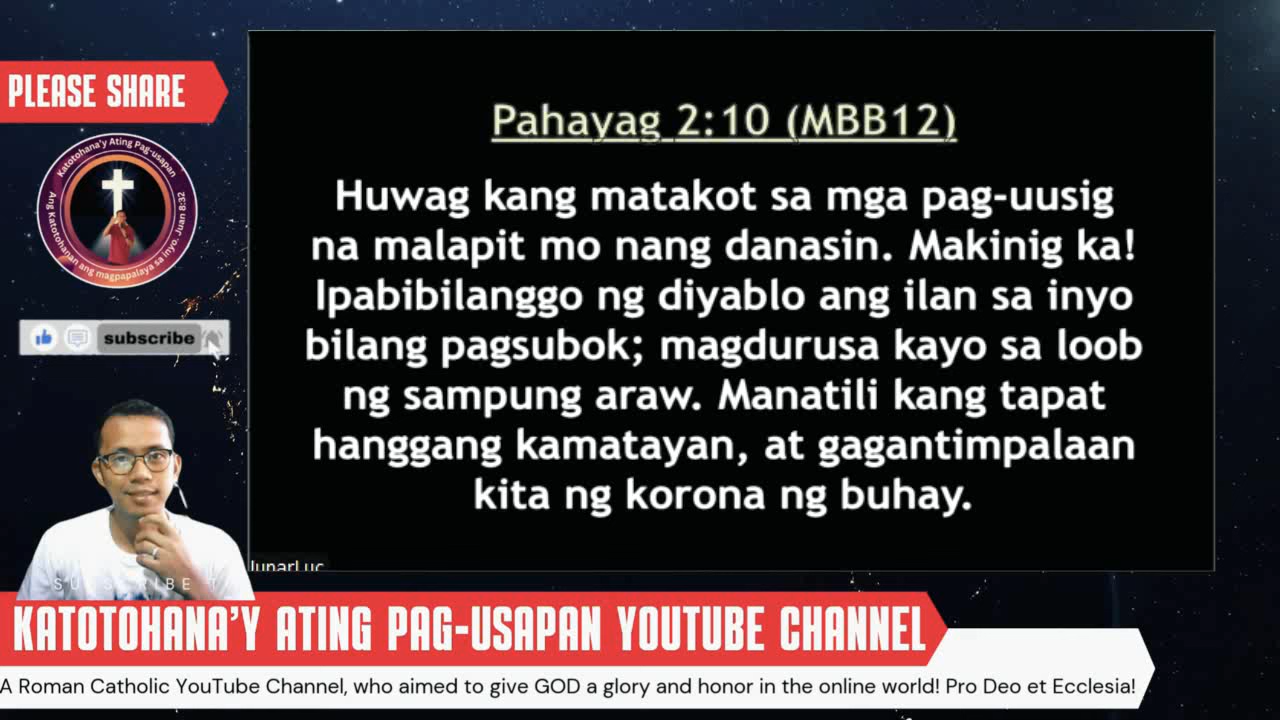 PLEASE SHARE
Katotohana'y Ating Pag-usapan
Ang Katotohanan ang magpapalaya sa inyo. Juan 8:32
subscribe
Pahayag 2:10 (MBB12)
Huwag kang matakot sa mga pag-uusig
na malapit mo nang danasin. Makinig ka!
Ipabibilanggo ng diyablo ang ilan sa inyo
bilang pagsubok; magdurusa kayo sa loob
ng sampung araw. Manatili kang tapat
hanggang kamatayan, at gagantimpalaan
kita ng korona ng buhay.
JunarLuc
SUBSCRIBE
KATOTOHANA'Y ATING PAG-USAPAN YOUTUBE CHANNEL
A Roman Catholic YouTube Channel, who aimed to give GOD a glory and honor in the online world! Pro Deo et Ecclesia!